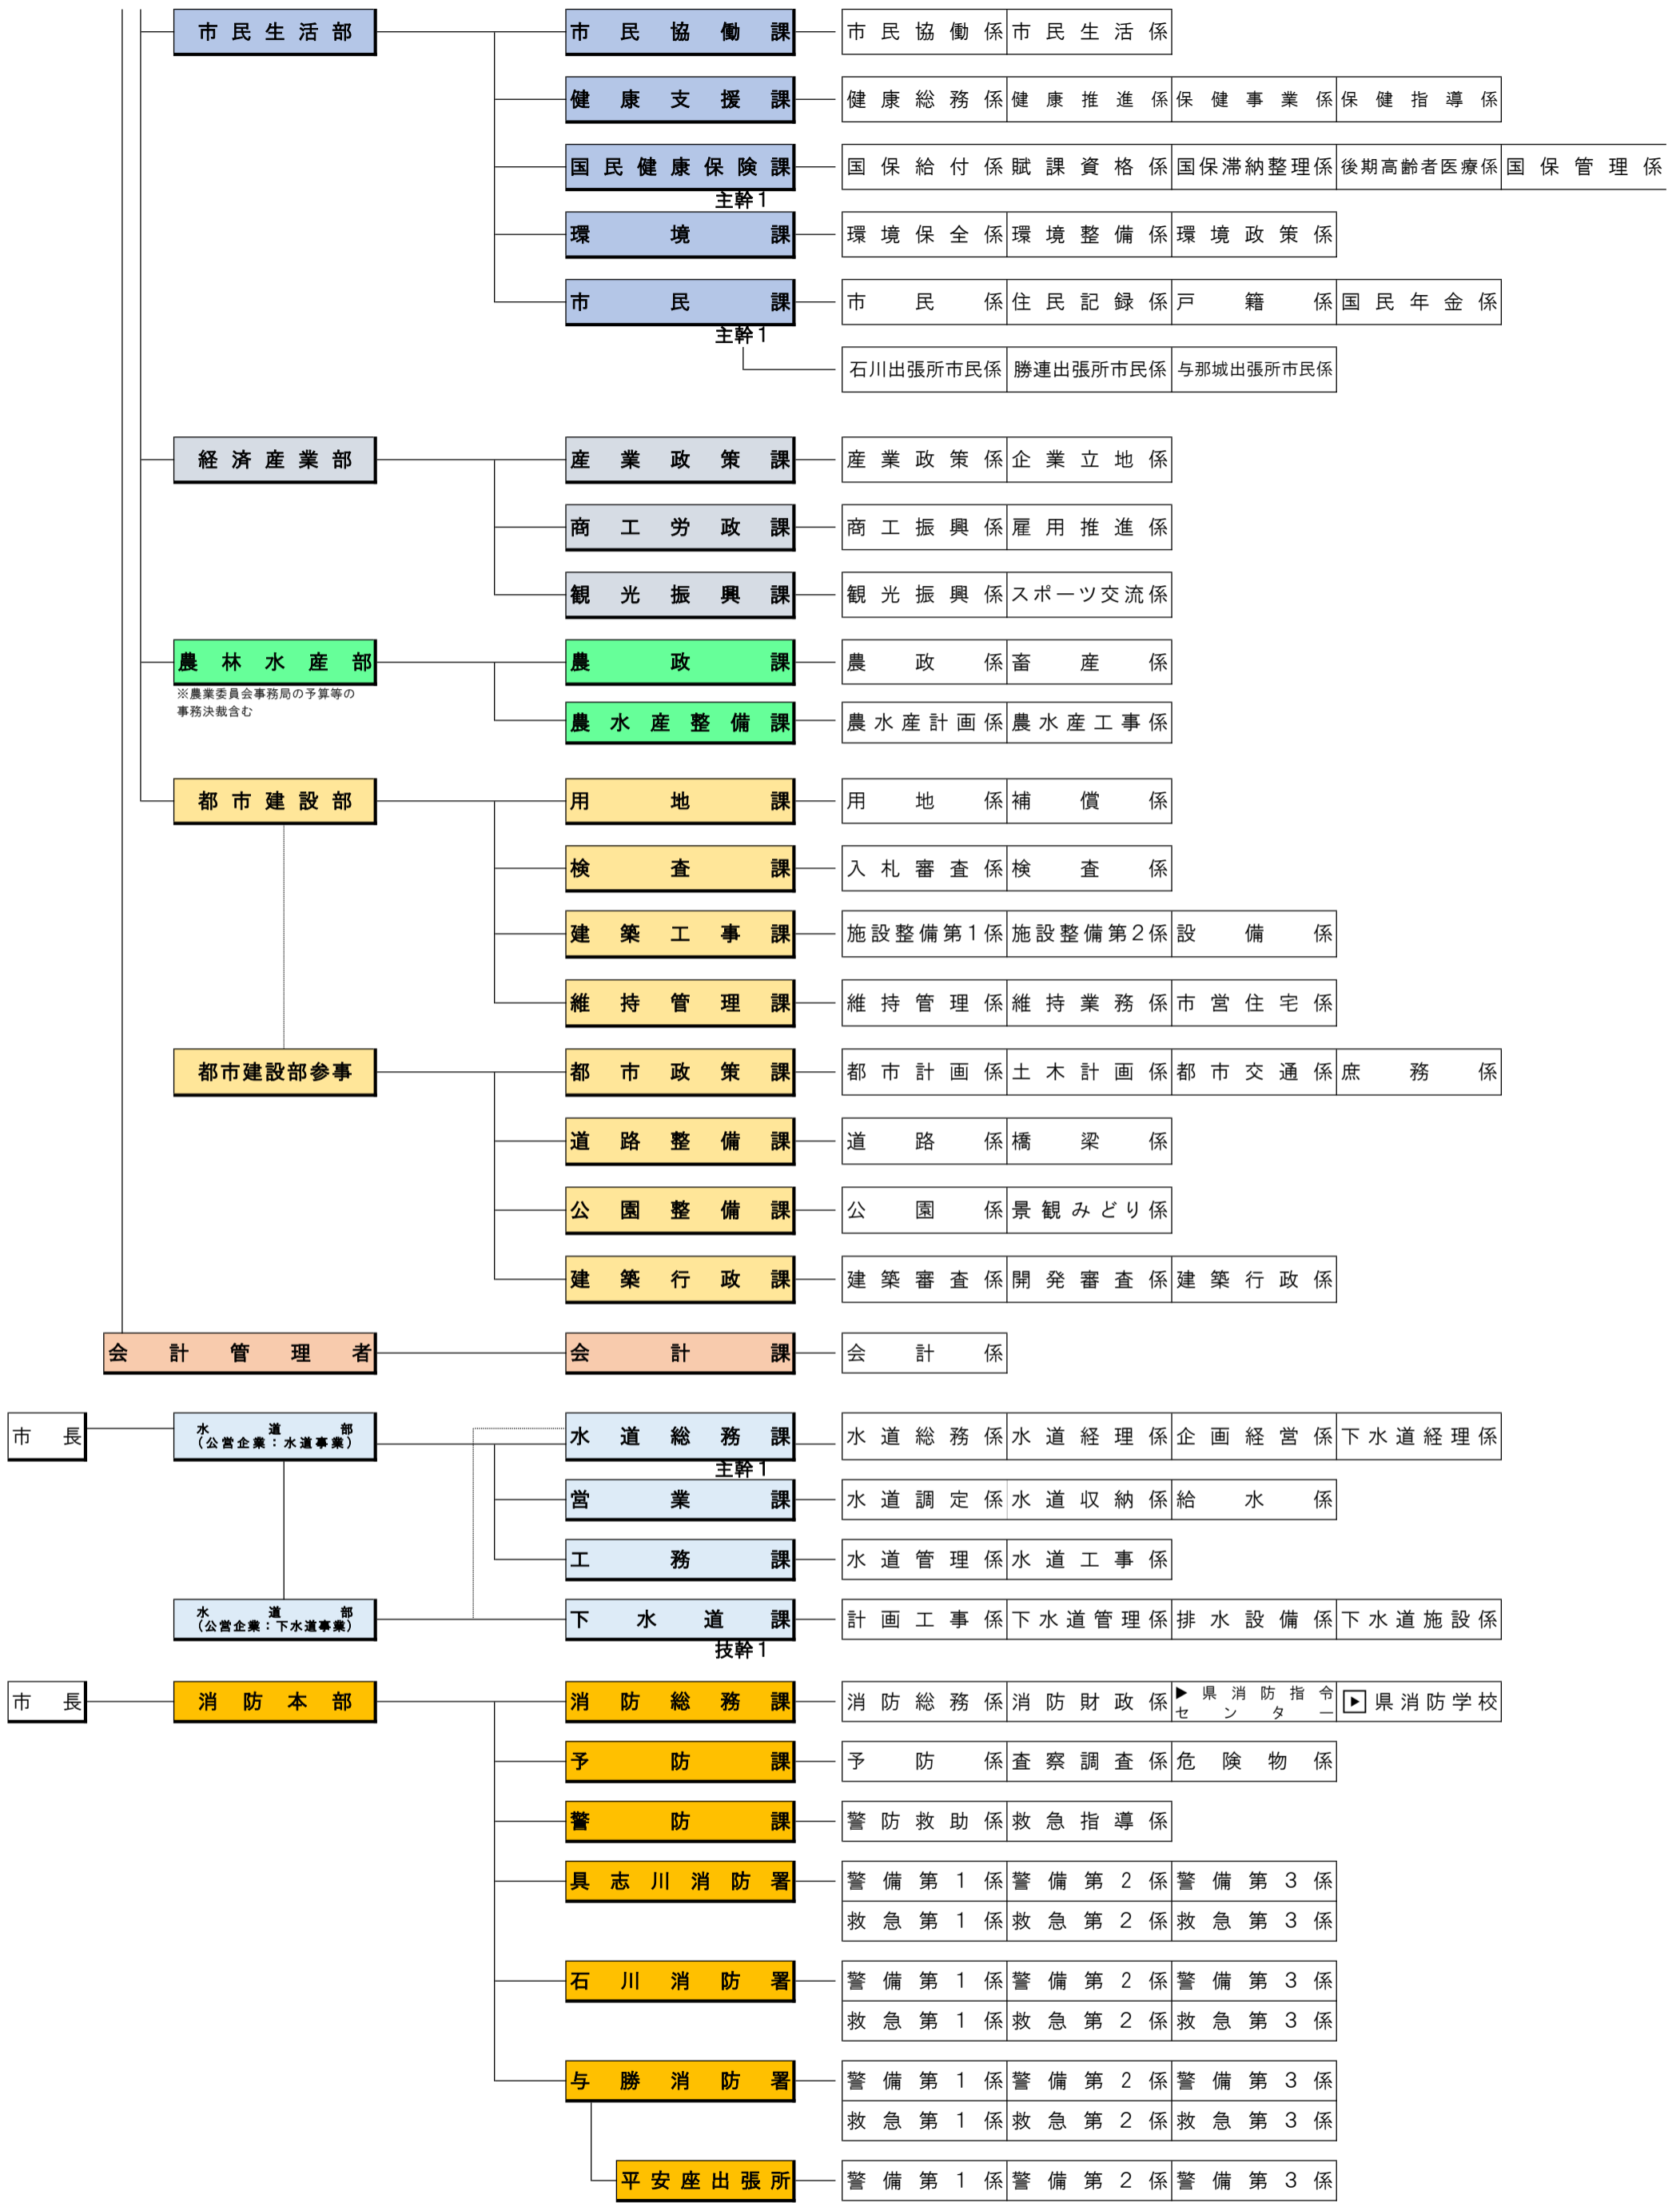 市民生活部 市民協働課 市民協働係 市民生活係
健康支援課 健康総務係 健康推進係 保健事業係 保健指導係
国民健康保険課 国保給付係 賦課資格係 国保滞納整理係 後期高齢者医療係 国保管理係
主幹1
環境課 環境保全係 環境整備係 環境政策係
市民課 市民係 住民記録係 戸籍係 国民年金係
主幹1
石川出張所市民係 勝連出張所市民係 与那城出張所市民係
経済産業部 産業政策課 産業政策係 企業立地係
商工労政課 商工振興係 雇用推進係
観光振興課 観光振興係 スポーツ交流係
農林水産部 農政課 農政係 畜産係
※農業委員会事務局の予算等の
事務決裁含む
農水産整備課 農水産計画係 農水産工事係
都市建設部 用地課 用地係 補償係
検査課 入札審査係 検査係
建築工事課 施設整備第1係 施設整備第2係 設備係
維持管理課 維持管理係 維持業務係 市営住宅係
都市建設部参事 都市政策課 都市計画係 土木計画係 都市交通係 庶務係
道路整備課 道路係 橋梁係
公園整備課 公園係 景観みどり係
建築行政課 建築審査係 開発審査係 建築行政係
会計管理者 会計課 会計係
市長 水道部
(公営企業:水道事業) 水道総務課 水道総務係 水道経理係 企画経営係 下水道経理係
主幹1
営業課 水道調定係 水道収納係 給水係
工務課 水道管理係 水道工事係
水道部
(公営企業:下水道事業) 下水道課 計画工事係 下水道管理係 排水設備係 下水道施設係
技幹1
市長 消防本部 消防総務課 消防総務係 消防財政係 ▶県消防指令
センター ▶県消防学校
予防課 予防係 査察調査係 危険物係
警防課 警防救助係 救急指導係
具志川消防署 警備第1係 警備第2係 警備第3係
救急第1係 救急第2係 救急第3係
石川消防署 警備第1係 警備第2係 警備第3係
救急第1係 救急第2係 救急第3係
与勝消防署 警備第1係 警備第2係 警備第3係
救急第1係 救急第2係 救急第3係
平安座出張所 警備第1係 警備第2係 警備第3係